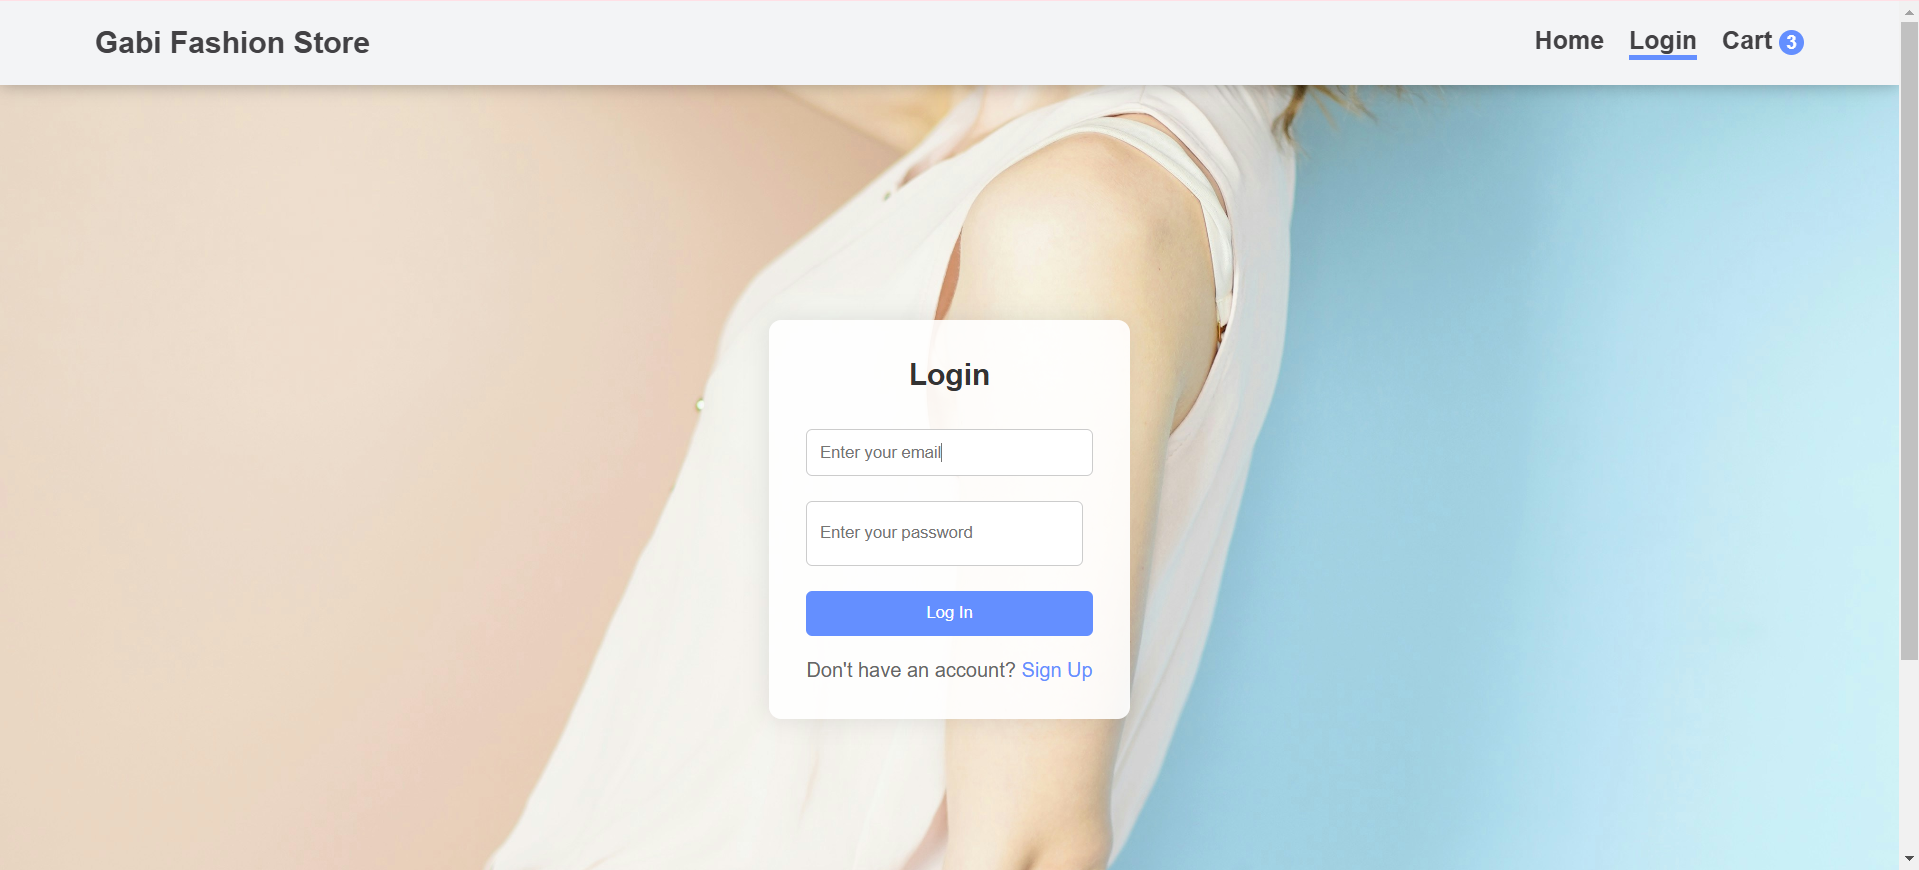 Gabi Fashion Store
Home Login Cart 3
Login
Enter your email
Enter your password
Log In
Don't have an account? Sign Up